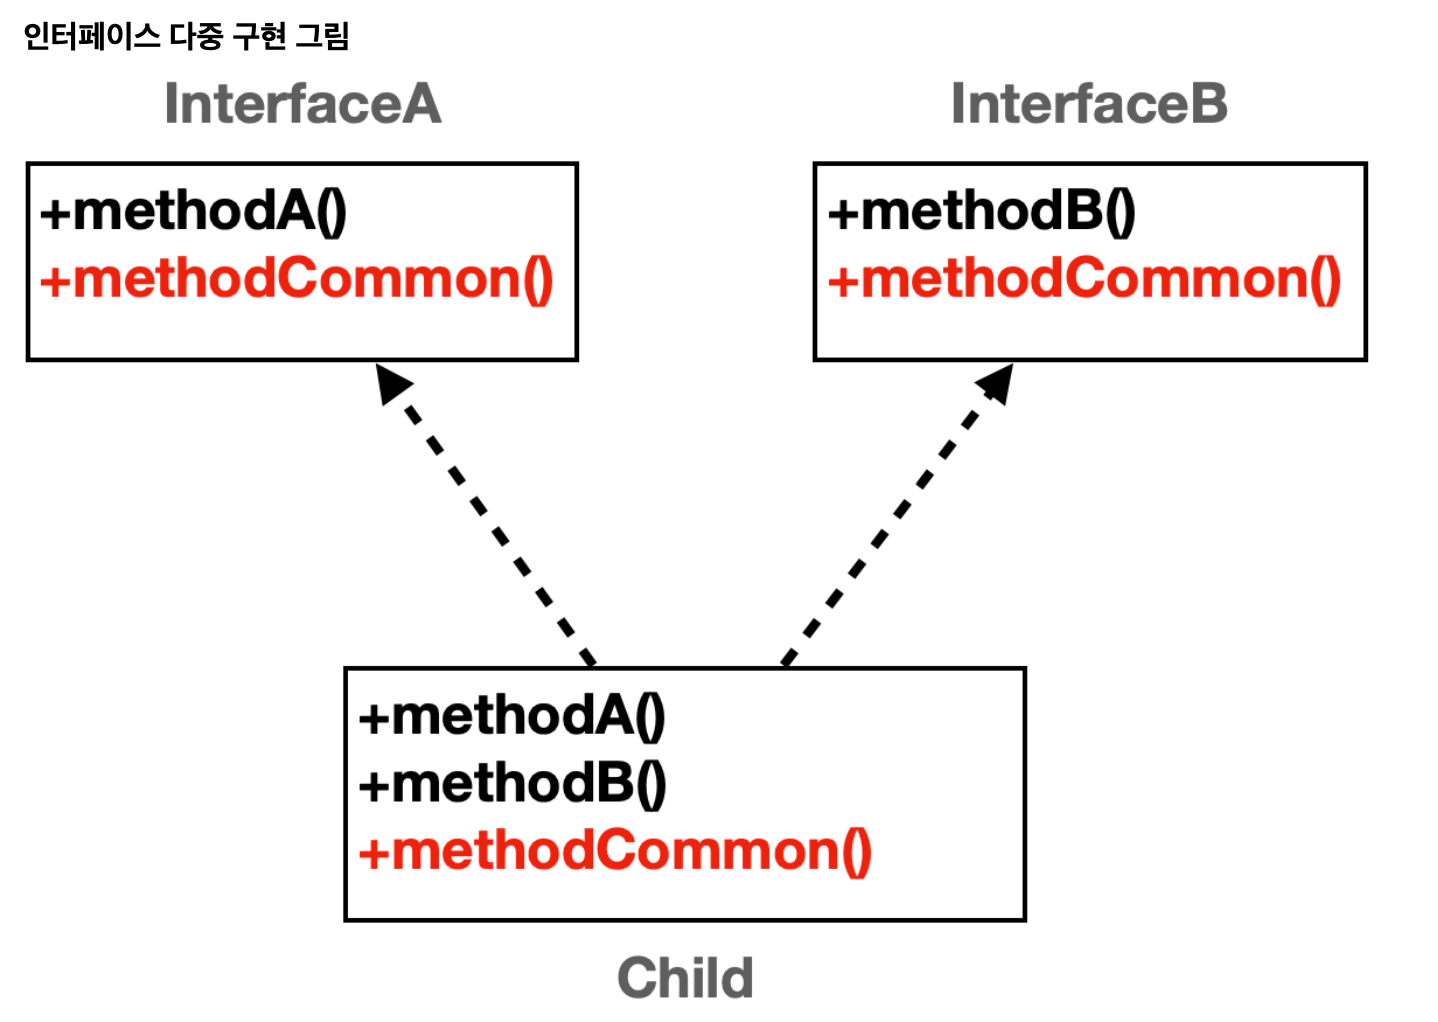 인터페이스 다중 구현 그림
InterfaceA
+methodA()
+methodCommon()
InterfaceB
+methodB()
+methodCommon()
+methodA()
+methodB()
+methodCommon()
Child